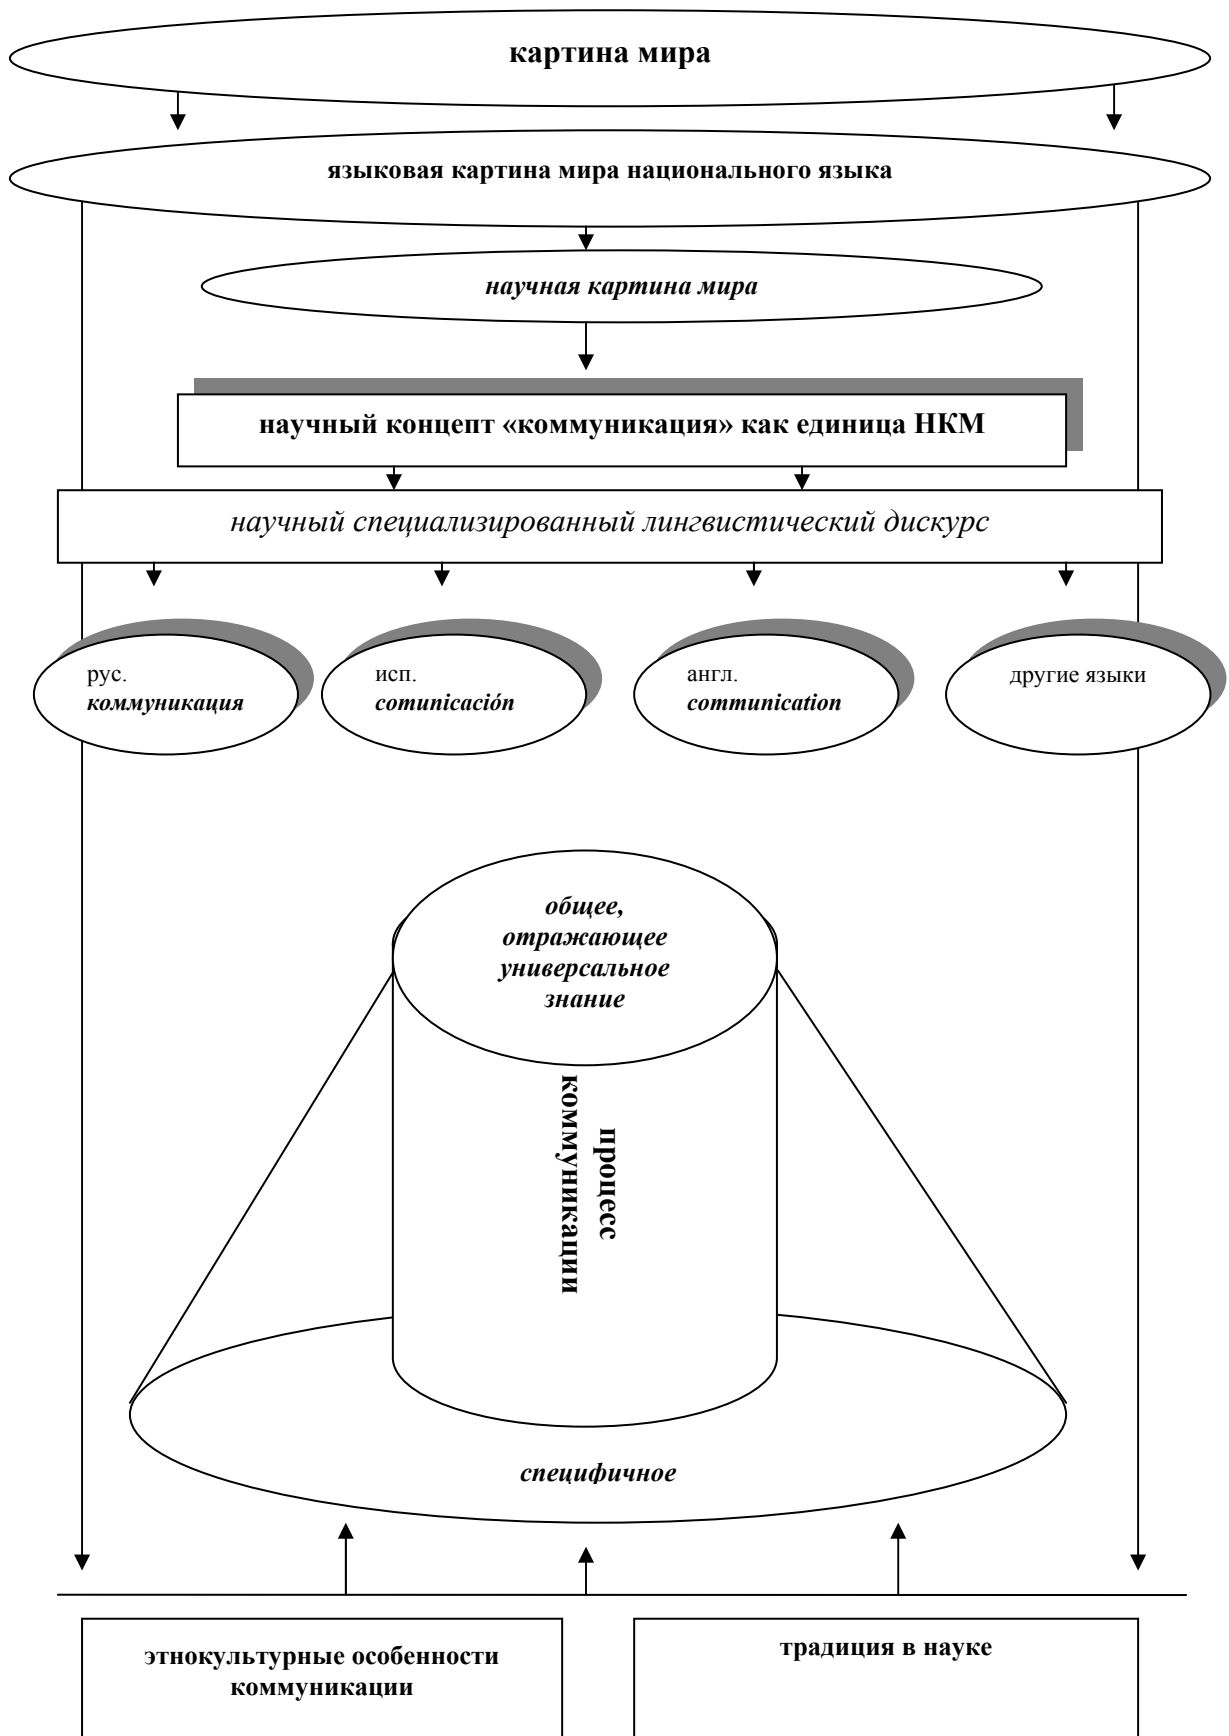 картина мира
языковая картина мира национального языка
научная картина мира
научный концепт «коммуникация» как единица НКМ
научный специализированный лингвистический дискурс
рус.
коммуникация
исп.
comunicación
англ.
communication
другие языки
общее,
отражающее
универсальное
знание
процесс
коммуникации
специфичное
этнокультурные особенности
коммуникации
традиция в науке